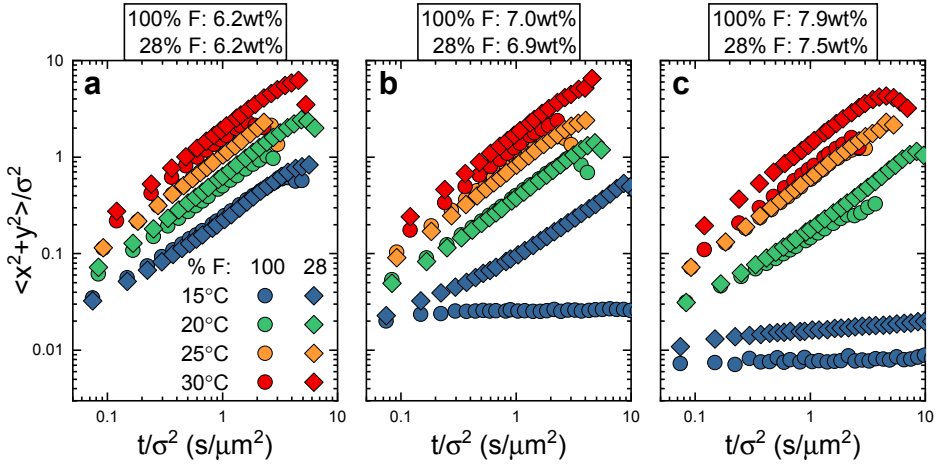 100% F: 6.2wt%
28% F: 6.2wt%
100% F: 7.0wt%
28% F: 6.9wt%
100% F: 7.9wt%
28% F: 7.5wt%
a
b
c
<x²+y²>/σ²
10
1
0.1
0.01
% F: 100 28
15°C
20°C
25°C
30°C
0.1 1 10
0.1 1 10
0.1 1 10
t/σ² (s/μm²)
t/σ² (s/μm²)
t/σ² (s/μm²)